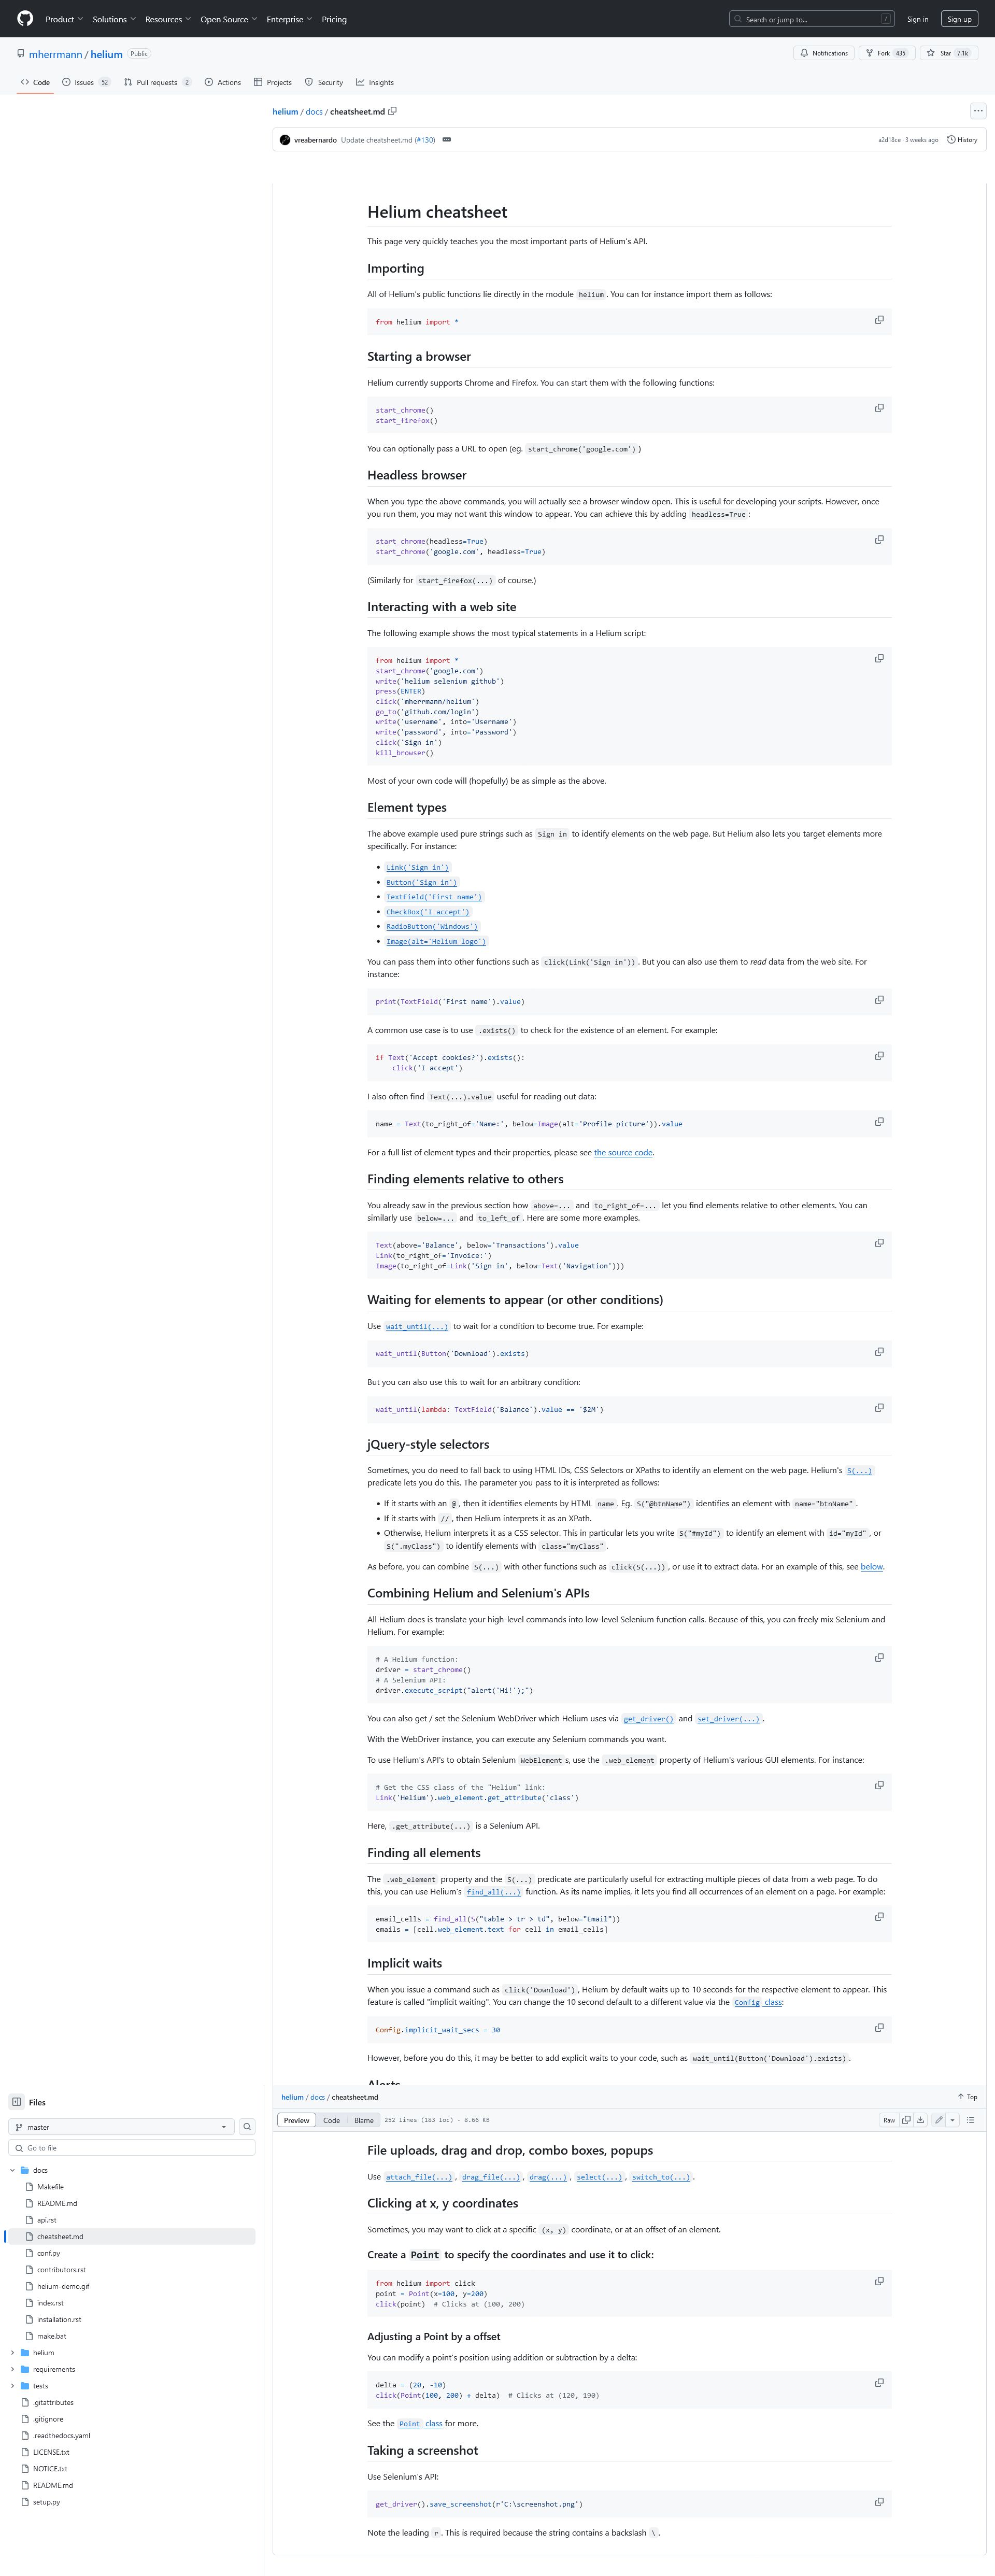 Product Solutions Resources Open Source Enterprise Pricing Search or jump to... / Sign in Sign up
mherrmann / helium Public Notifications Fork 435 Star 7.1k
Code Issues 52 Pull requests 2 Actions Projects Security Insights
helium / docs / cheatsheet.md
vreabernardo Update cheatsheet.md (#130) a2d18ce · 3 weeks ago History
Helium cheatsheet
This page very quickly teaches you the most important parts of Helium's API.
Importing
All of Helium's public functions lie directly in the module helium. You can for instance import them as follows:
from helium import *
Starting a browser
Helium currently supports Chrome and Firefox. You can start them with the following functions:
start_chrome()
start_firefox()
You can optionally pass a URL to open (eg. start_chrome('google.com'))
Headless browser
When you type the above commands, you will actually see a browser window open. This is useful for developing your scripts. However, once
you run them, you may not want this window to appear. You can achieve this by adding headless=True:
start_chrome(headless=True)
start_chrome('google.com', headless=True)
(Similarly for start_firefox(...) of course.)
Interacting with a web site
The following example shows the most typical statements in a Helium script:
from helium import *
start_chrome('google.com')
write('helium selenium github')
press(ENTER)
click('mherrmann/helium')
go_to('github.com/login')
write('username', into='Username')
write('password', into='Password')
click('Sign in')
kill_browser()
Most of your own code will (hopefully) be as simple as the above.
Element types
The above example used pure strings such as Sign in to identify elements on the web page. But Helium also lets you target elements more
specifically. For instance:
• Link('Sign in')
• Button('Sign in')
• TextField('First name')
• CheckBox('I accept')
• RadioButton('Windows')
• Image(alt='Helium logo')
You can pass them into other functions such as click(Link('Sign in')). But you can also use them to read data from the web site. For
instance:
print(TextField('First name').value)
A common use case is to use .exists() to check for the existence of an element. For example:
if Text('Accept cookies?').exists():
    click('I accept')
I also often find Text(...).value useful for reading out data:
name = Text(to_right_of='Name:', below=Image(alt='Profile picture')).value
For a full list of element types and their properties, please see the source code.
Finding elements relative to others
You already saw in the previous section how above=... and to_right_of=... let you find elements relative to other elements. You can
similarly use below=... and to_left_of. Here are some more examples.
Text(above='Balance', below='Transactions').value
Link(to_right_of='Invoice:')
Image(to_right_of=Link('Sign in', below=Text('Navigation')))
Waiting for elements to appear (or other conditions)
Use wait_until(...) to wait for a condition to become true. For example:
wait_until(Button('Download').exists)
But you can also use this to wait for an arbitrary condition:
wait_until(lambda: TextField('Balance').value == '$2M')
jQuery-style selectors
Sometimes, you do need to fall back to using HTML IDs, CSS Selectors or XPaths to identify an element on the web page. Helium's S(...)
predicate lets you do this. The parameter you pass to it is interpreted as follows:
• If it starts with an @, then it identifies elements by HTML name. Eg. S("@btnName") identifies an element with name="btnName".
• If it starts with //, then Helium interprets it as an XPath.
• Otherwise, Helium interprets it as a CSS selector. This in particular lets you write S("#myId") to identify an element with id="myId", or
S(".myClass") to identify elements with class="myClass".
As before, you can combine S(...) with other functions such as click(S(...)), or use it to extract data. For an example of this, see below.
Combining Helium and Selenium's APIs
All Helium does is translate your high-level commands into low-level Selenium function calls. Because of this, you can freely mix Selenium and
Helium. For example:
# A Helium function:
driver = start_chrome()
# A Selenium API:
driver.execute_script("alert('Hi!');")
You can also get / set the Selenium WebDriver which Helium uses via get_driver() and set_driver(...).
With the WebDriver instance, you can execute any Selenium commands you want.
To use Helium's API's to obtain Selenium WebElements, use the .web_element property of Helium's various GUI elements. For instance:
# Get the CSS class of the "Helium" link:
Link('Helium').web_element.get_attribute('class')
Here, .get_attribute(...) is a Selenium API.
Finding all elements
The .web_element property and the S(...) predicate are particularly useful for extracting multiple pieces of data from a web page. To do
this, you can use Helium's find_all(...) function. As its name implies, it lets you find all occurrences of an element on a page. For example:
email_cells = find_all(S("table > tr > td", below="Email"))
emails = [cell.web_element.text for cell in email_cells]
Implicit waits
When you issue a command such as click('Download'), Helium by default waits up to 10 seconds for the respective element to appear. This
feature is called "implicit waiting". You can change the 10 second default to a different value via the Config class:
Config.implicit_wait_secs = 30
However, before you do this, it may be better to add explicit waits to your code, such as wait_until(Button('Download').exists).
Alerts
Files
master
Go to file
docs
Makefile
README.md
api.rst
cheatsheet.md
conf.py
contributors.rst
helium-demo.gif
index.rst
installation.rst
make.bat
helium
requirements
tests
.gitattributes
.gitignore
.readthedocs.yaml
LICENSE.txt
NOTICE.txt
README.md
setup.py
helium / docs / cheatsheet.md Top
Preview Code Blame 252 lines (183 loc) · 8.66 KB Raw
File uploads, drag and drop, combo boxes, popups
Use attach_file(...), drag_file(...), drag(...), select(...), switch_to(...).
Clicking at x, y coordinates
Sometimes, you may want to click at a specific (x, y) coordinate, or at an offset of an element.
Create a Point to specify the coordinates and use it to click:
from helium import click
point = Point(x=100, y=200)
click(point)  # Clicks at (100, 200)
Adjusting a Point by a offset
You can modify a point's position using addition or subtraction by a delta:
delta = (20, -10)
click(Point(100, 200) + delta)  # Clicks at (120, 190)
See the Point class for more.
Taking a screenshot
Use Selenium's API:
get_driver().save_screenshot(r'C:\screenshot.png')
Note the leading r. This is required because the string contains a backslash \.